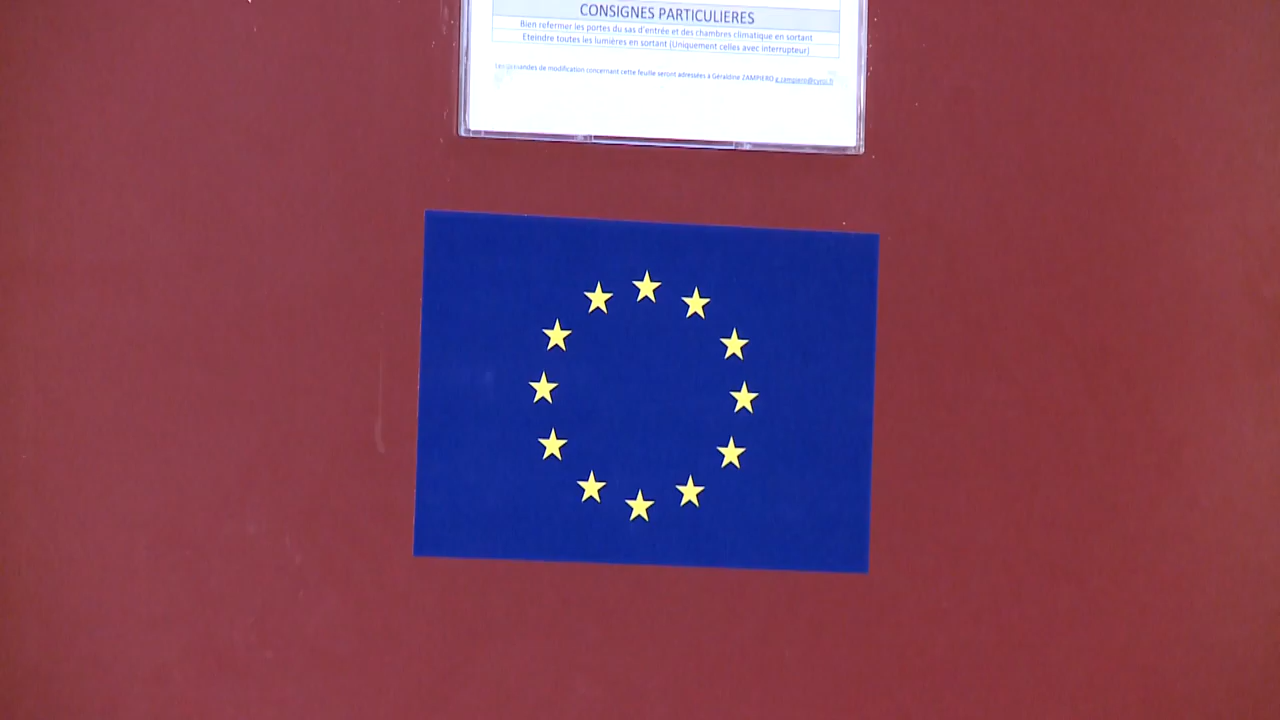 CONSIGNES PARTICULIERES
Bien refermer les portes du sas d'entrée et des chambres climatique en sortant
Eteindre toutes les lumières en sortant (Uniquement celles avec interrupteur)
demandes de modification concernant cette feuille seront adressées à Géraldine ZAMPIERO